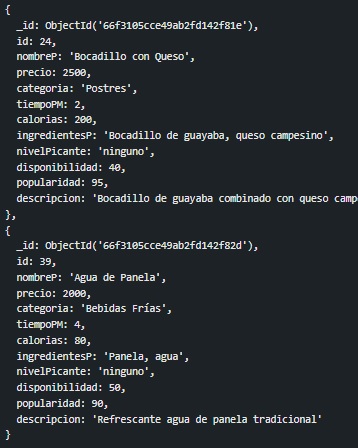 {
_id: ObjectId('66f3105cce49ab2fd142f81e'),
id: 24,
nombreP: 'Bocadillo con Queso',
precio: 2500,
categoria: 'Postres',
tiempoPM: 2,
calorias: 200,
ingredientesP: 'Bocadillo de guayaba, queso campesino',
nivelPicante: 'ninguno',
disponibilidad: 40,
popularidad: 95,
descripcion: 'Bocadillo de guayaba combinado con queso camp
},
{
_id: ObjectId('66f3105cce49ab2fd142f82d'),
id: 39,
nombreP: 'Agua de Panela',
precio: 2000,
categoria: 'Bebidas Frías',
tiempoPM: 4,
calorias: 80,
ingredientesP: 'Panela, agua',
nivelPicante: 'ninguno',
disponibilidad: 50,
popularidad: 90,
descripcion: 'Refrescante agua de panela tradicional'
}